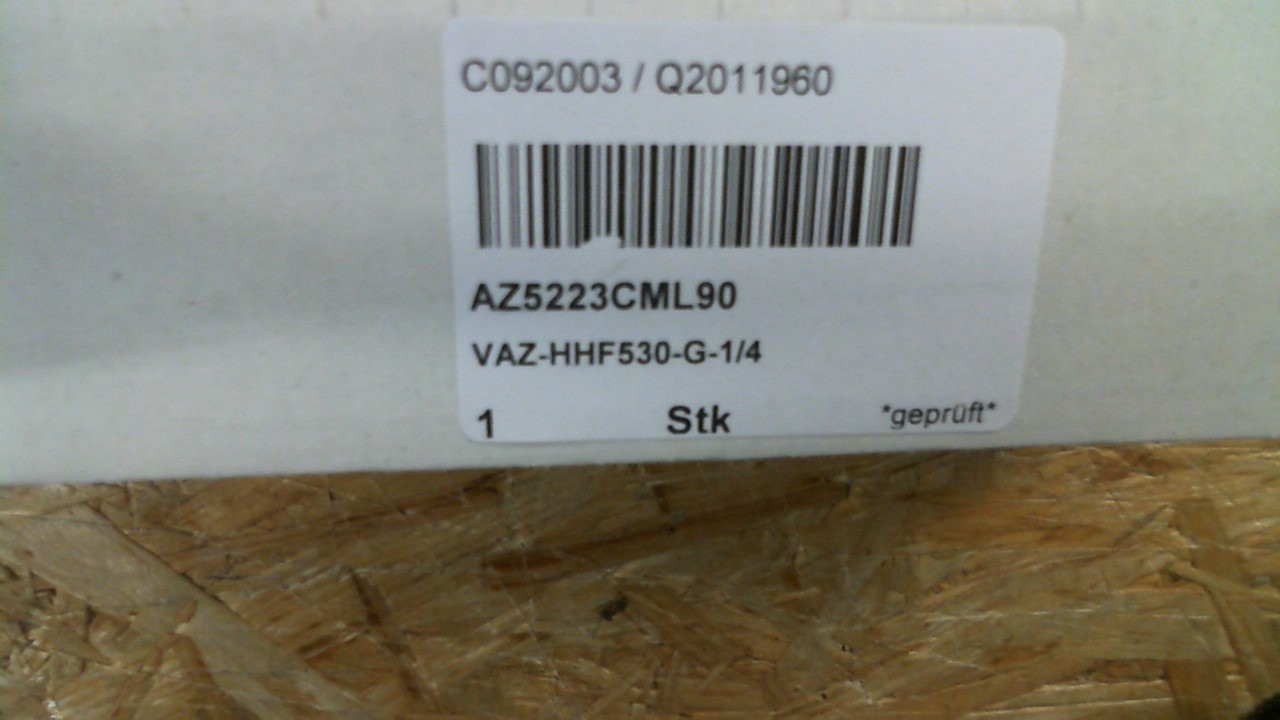 C092003 / Q2011960
AZ5223CML90
VAZ-HHF530-G-1/4
1 Stk *geprüft*